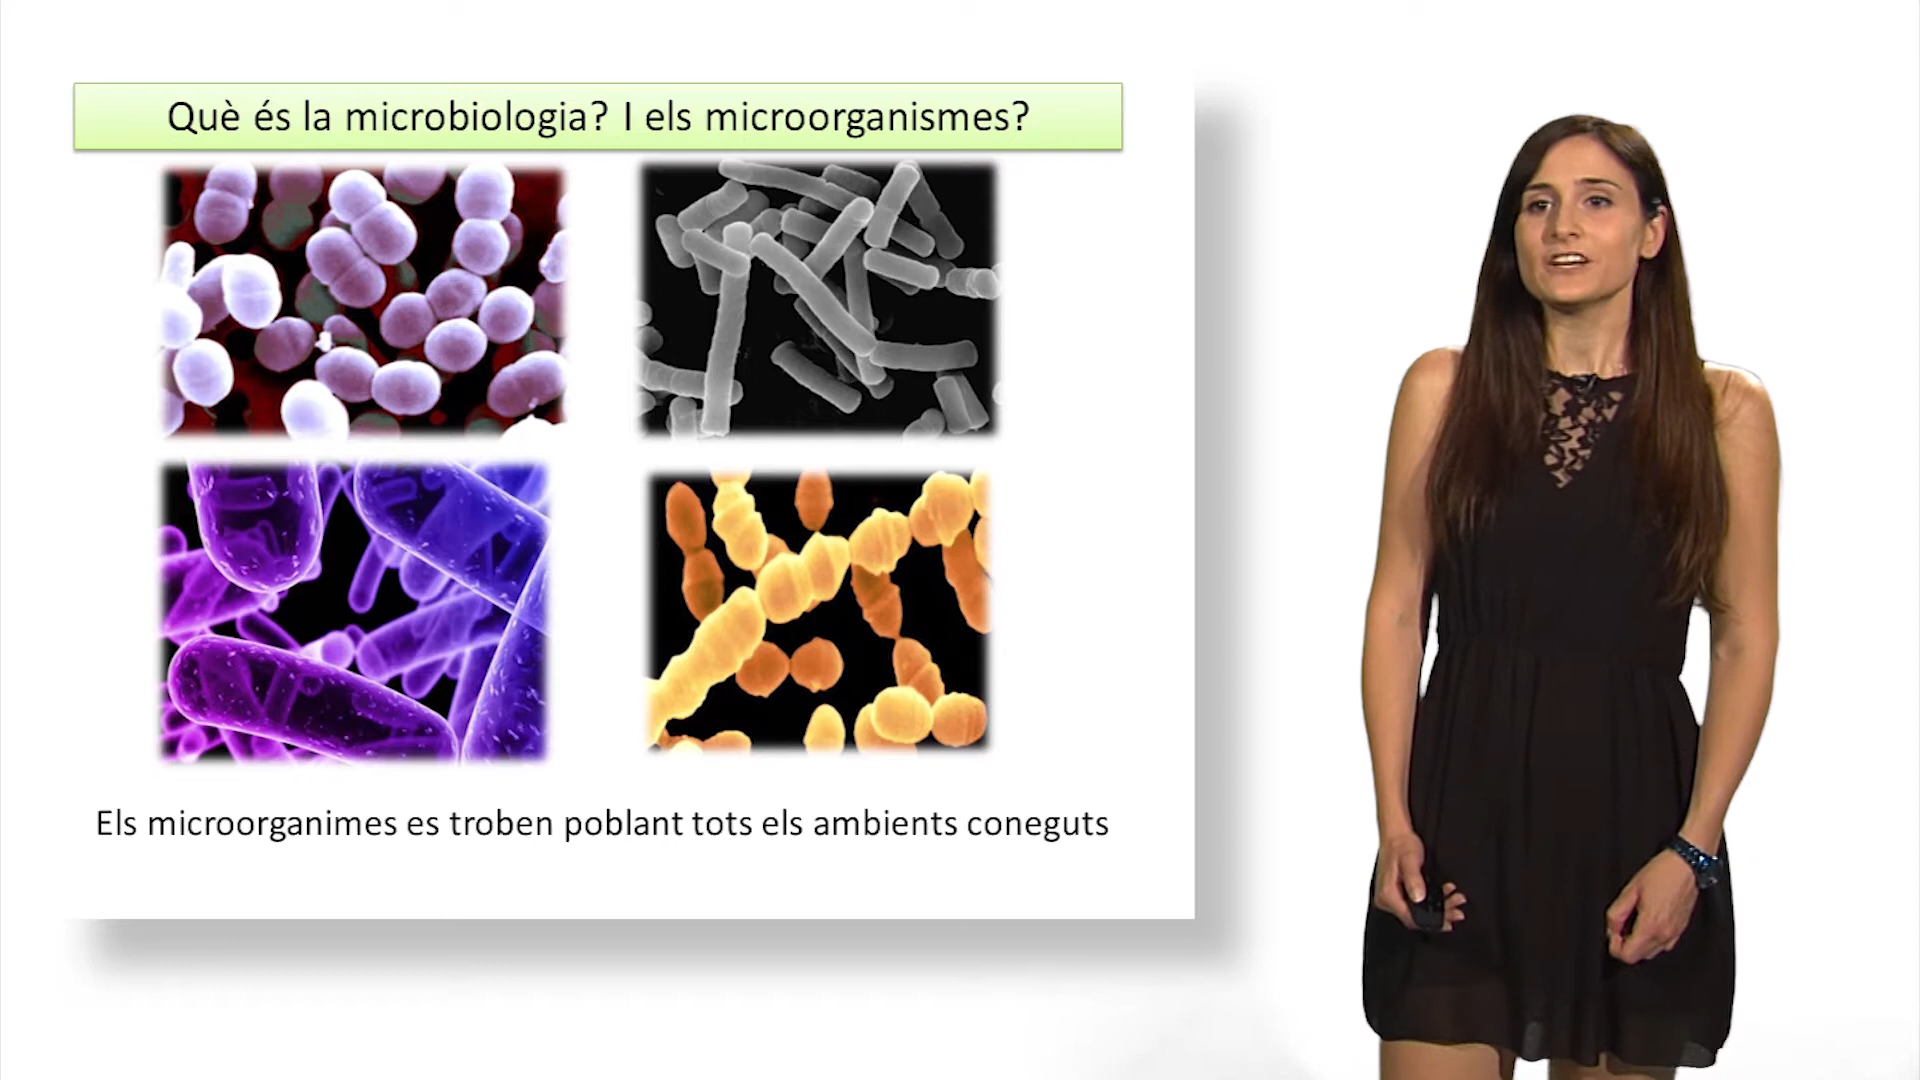 Què és la microbiologia? I els microorganismes?
Els microorganimes es troben poblant tots els ambients coneguts